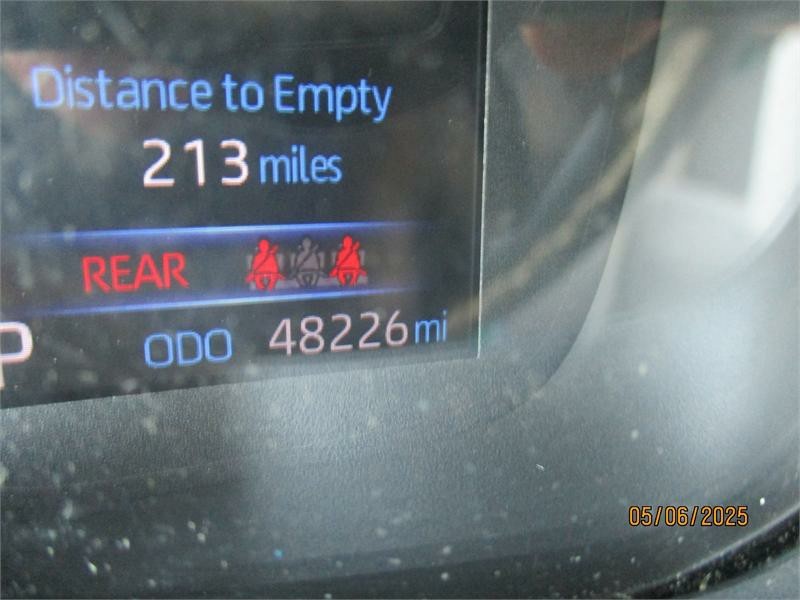 Distance to Empty
213 miles
REAR
P
ODO 48226 mi
05/06/2025